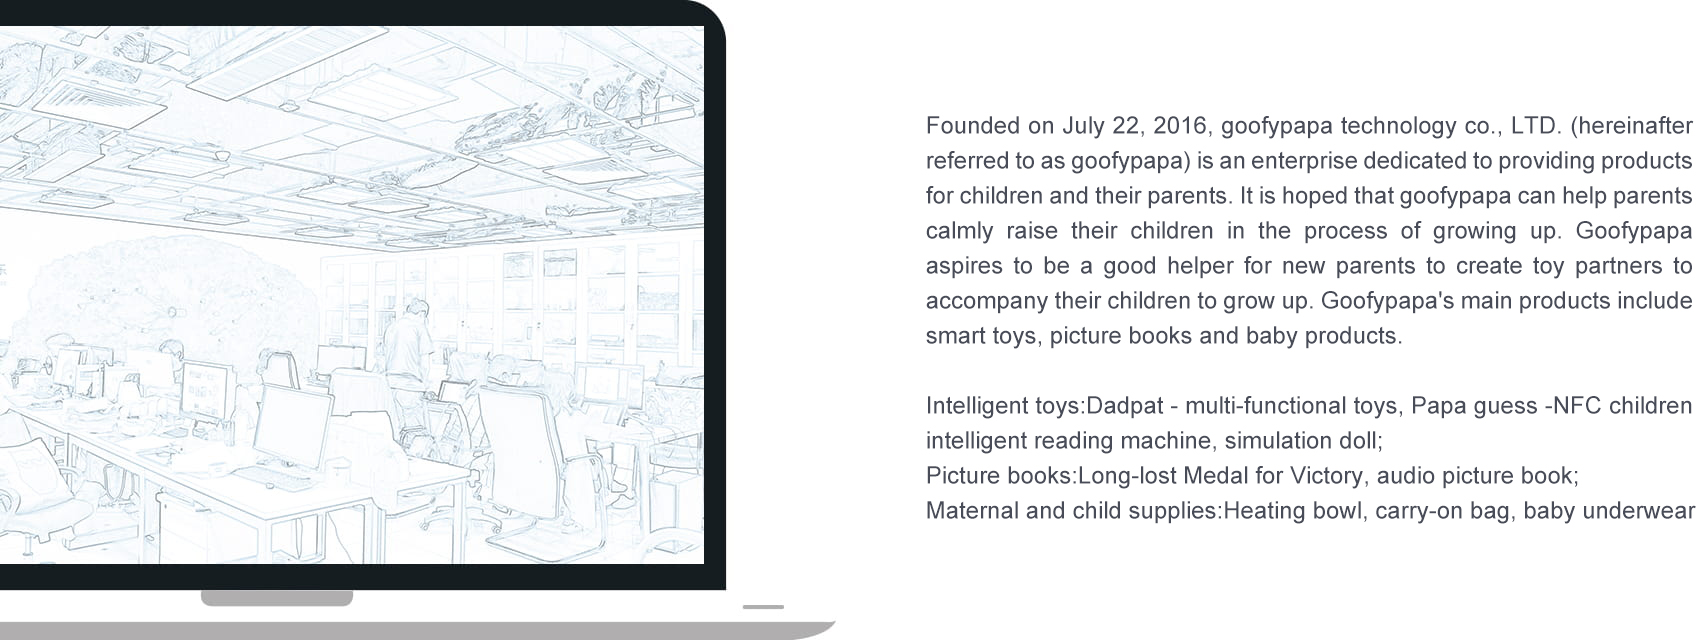 Founded on July 22, 2016, goofypapa technology co., LTD. (hereinafter
referred to as goofypapa) is an enterprise dedicated to providing products
for children and their parents. It is hoped that goofypapa can help parents
calmly raise their children in the process of growing up. Goofypapa
aspires to be a good helper for new parents to create toy partners to
accompany their children to grow up. Goofypapa's main products include
smart toys, picture books and baby products.
Intelligent toys:Dadpat - multi-functional toys, Papa guess -NFC children
intelligent reading machine, simulation doll;
Picture books:Long-lost Medal for Victory, audio picture book;
Maternal and child supplies:Heating bowl, carry-on bag, baby underwear